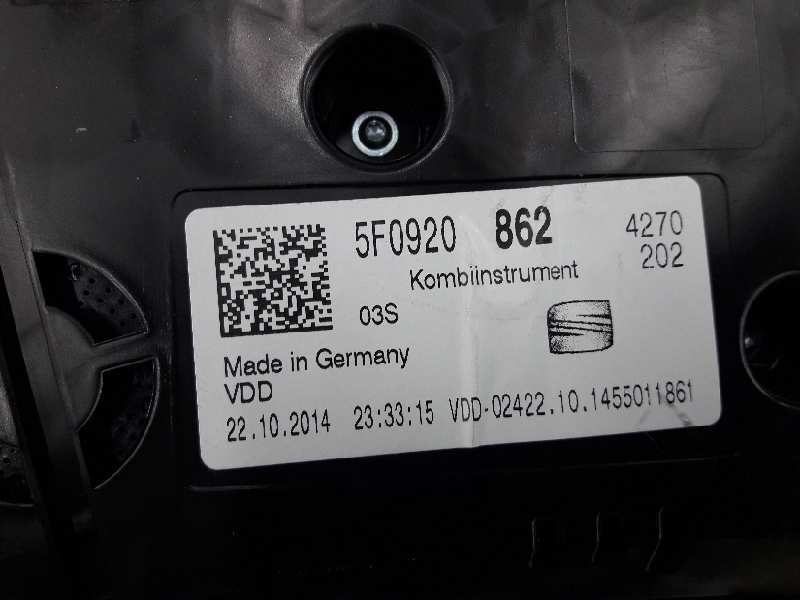 5F0920 862 4270
Kombiinstrument 202
03S
Made in Germany
VDD
22.10.2014 23:33:15 VDD-02422.10.1455011861